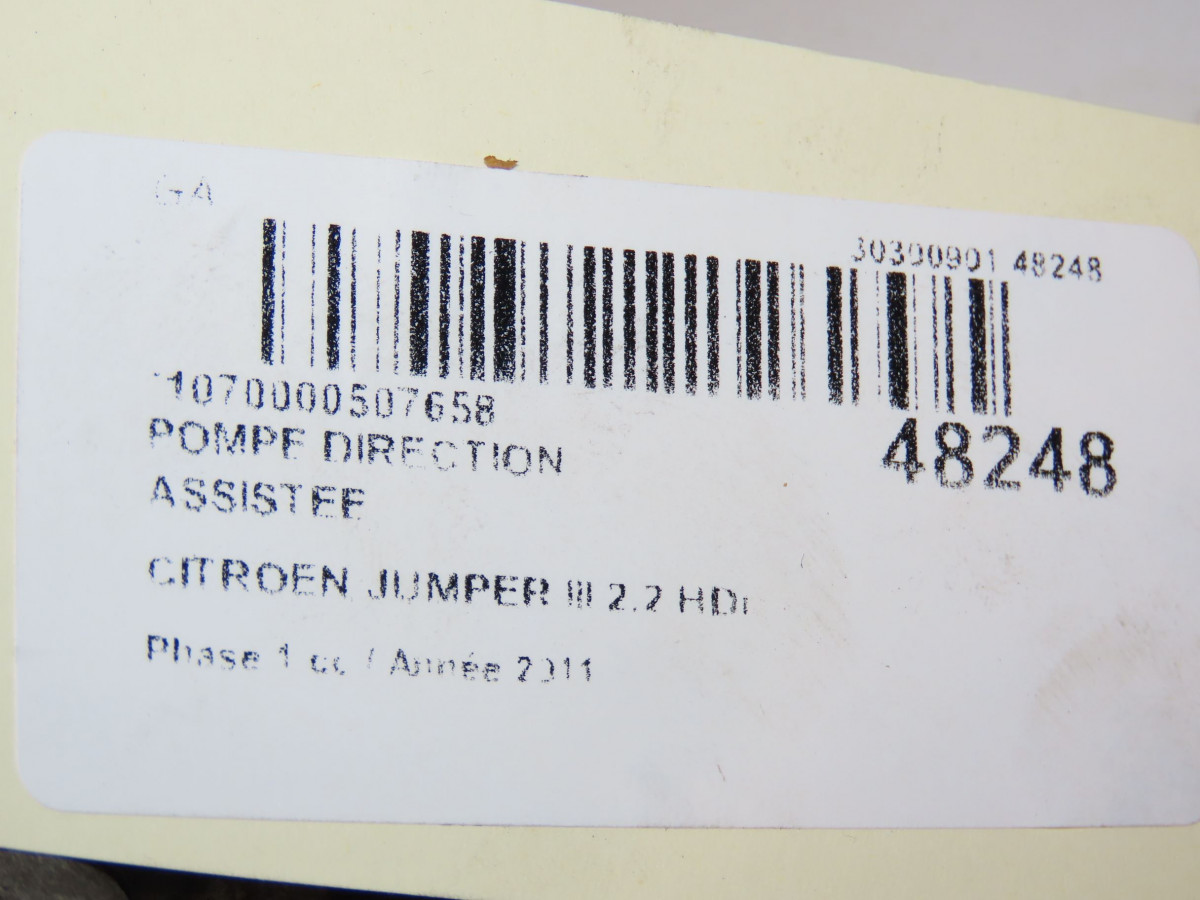 GA
30300901 48248
1070000507658
48248
POMPE DIRECTION
ASSISTEE
CITROEN JUMPER III 2.2 HDi
Phase 1 cc / Année 2011